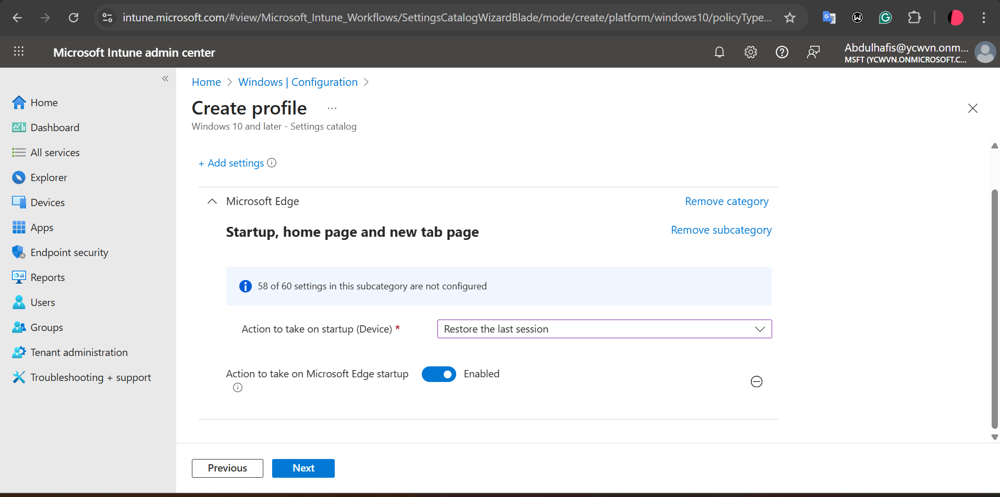 intune.microsoft.com/#view/Microsoft_Intune_Workflows/SettingsCatalogWizardBlade/mode/create/platform/windows10/policyType...
Microsoft Intune admin center
Abdulhafis@ycwvn.onm...
MSFT (YCWVN.ONMICROSOFT.C...
Home
Dashboard
All services
Explorer
Devices
Apps
Endpoint security
Reports
Users
Groups
Tenant administration
Troubleshooting + support
Home > Windows | Configuration >
Create profile ...
Windows 10 and later - Settings catalog
+ Add settings
Microsoft Edge Remove category
Startup, home page and new tab page Remove subcategory
58 of 60 settings in this subcategory are not configured
Action to take on startup (Device) * Restore the last session
Action to take on Microsoft Edge startup Enabled
Previous Next